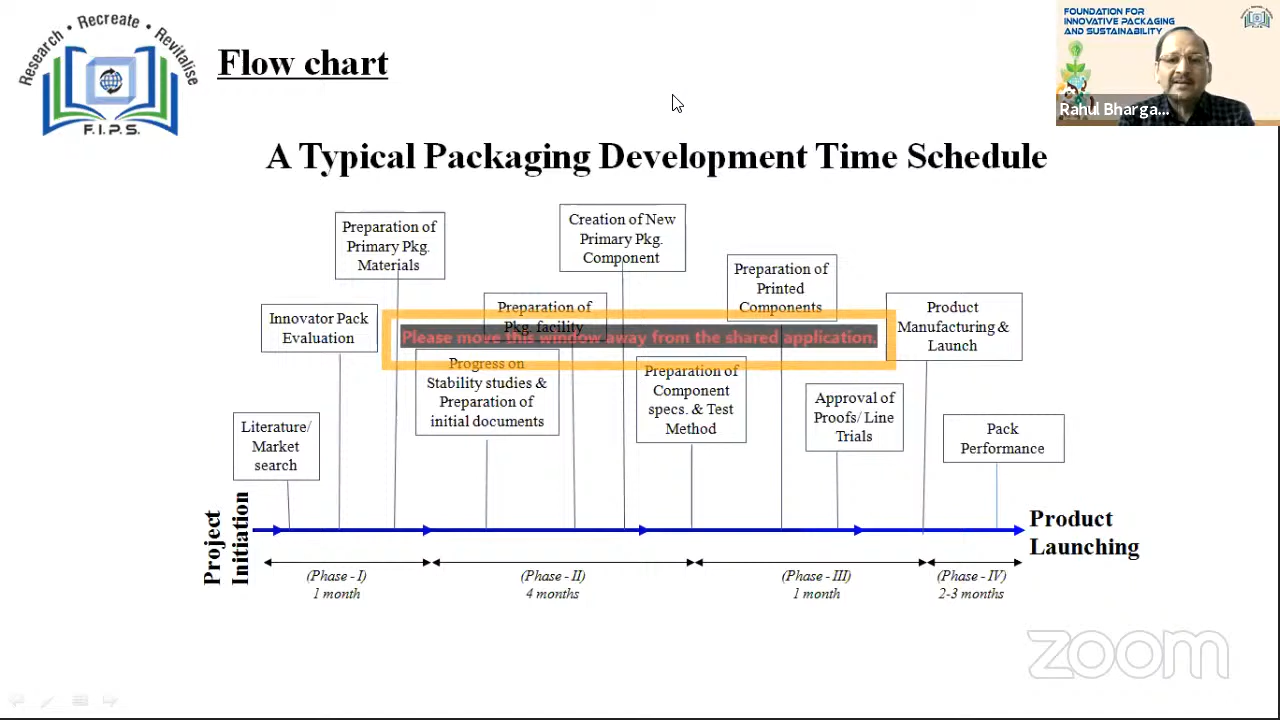 Research • Recreate • Revitalise
F.I.P.S.
Flow chart
FOUNDATION FOR
INNOVATIVE PACKAGING
AND SUSTAINABILITY
Rahul Bharga...
A Typical Packaging Development Time Schedule
Preparation of
Primary Pkg.
Materials
Creation of New
Primary Pkg.
Component
Preparation of
Printed
Components
Innovator Pack
Evaluation
Preparation of
Pkg. facility
Product
Manufacturing &
Launch
Please move this window away from the shared application.
Progress on
Stability studies &
Preparation of
initial documents
Preparation of
Component
specs. & Test
Method
Approval of
Proofs/ Line
Trials
Literature/
Market
search
Pack
Performance
Project
Initiation
Product
Launching
(Phase - I)
1 month
(Phase - II)
4 months
(Phase - III)
1 month
(Phase - IV)
2-3 months
zoom